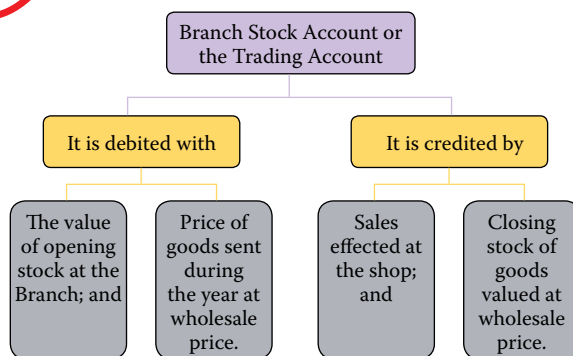 Branch Stock Account or
the Trading Account
It is debited with
It is credited by
The value
of opening
stock at the
Branch; and
Price of
goods sent
during
the year at
wholesale
price.
Sales
effected at
the shop;
and
Closing
stock of
goods
valued at
wholesale
price.